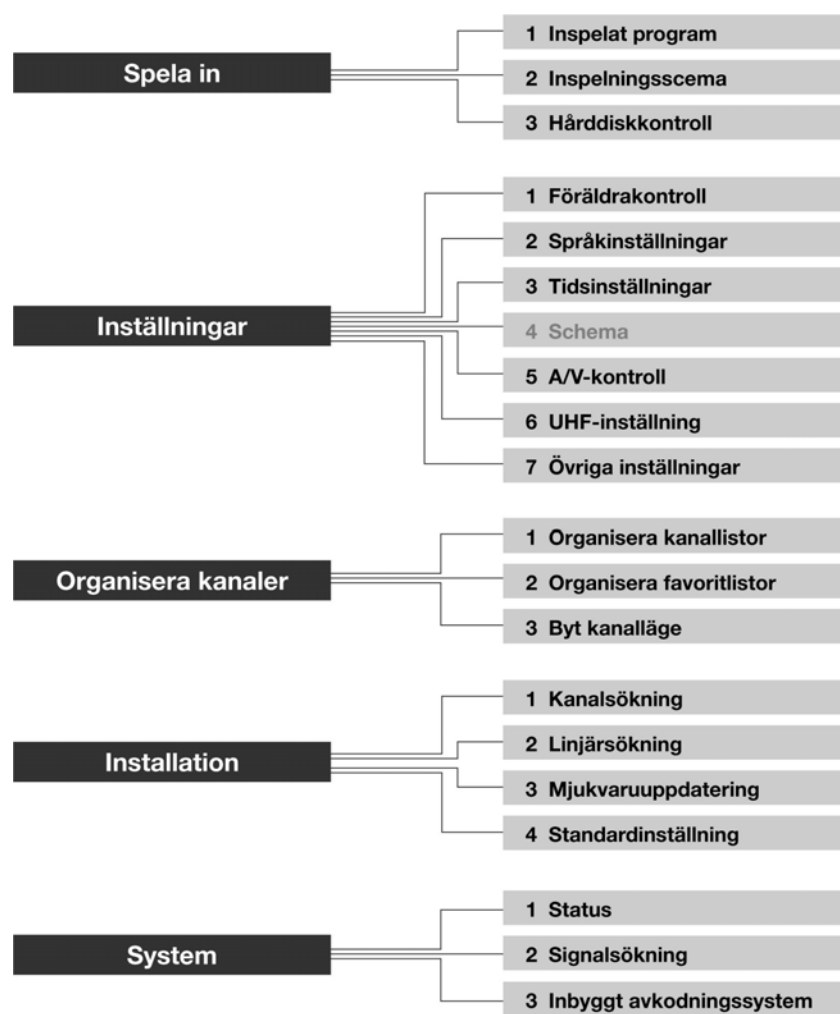 Spela in
1 Inspelat program
2 Inspelningsscema
3 Hårddiskkontroll
Inställningar
1 Föräldrakontroll
2 Språkinställningar
3 Tidsinställningar
4 Schema
5 A/V-kontroll
6 UHF-inställning
7 Övriga inställningar
Organisera kanaler
1 Organisera kanallistor
2 Organisera favoritlistor
3 Byt kanalläge
Installation
1 Kanalsökning
2 Linjärsökning
3 Mjukvaruuppdatering
4 Standardinställning
System
1 Status
2 Signalsökning
3 Inbyggt avkodningssystem